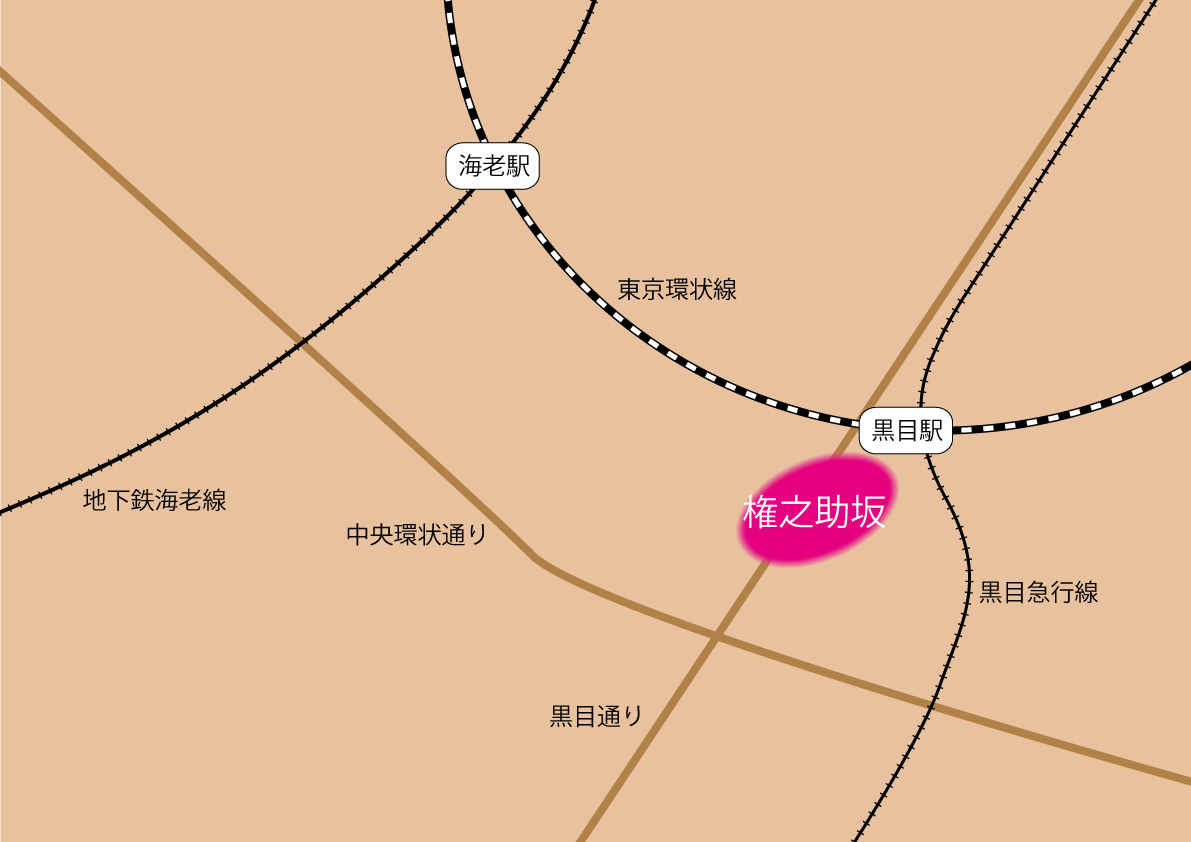 海老駅
東京環状線
黒目駅
地下鉄海老線
権之助坂
中央環状通り
黒目急行線
黒目通り